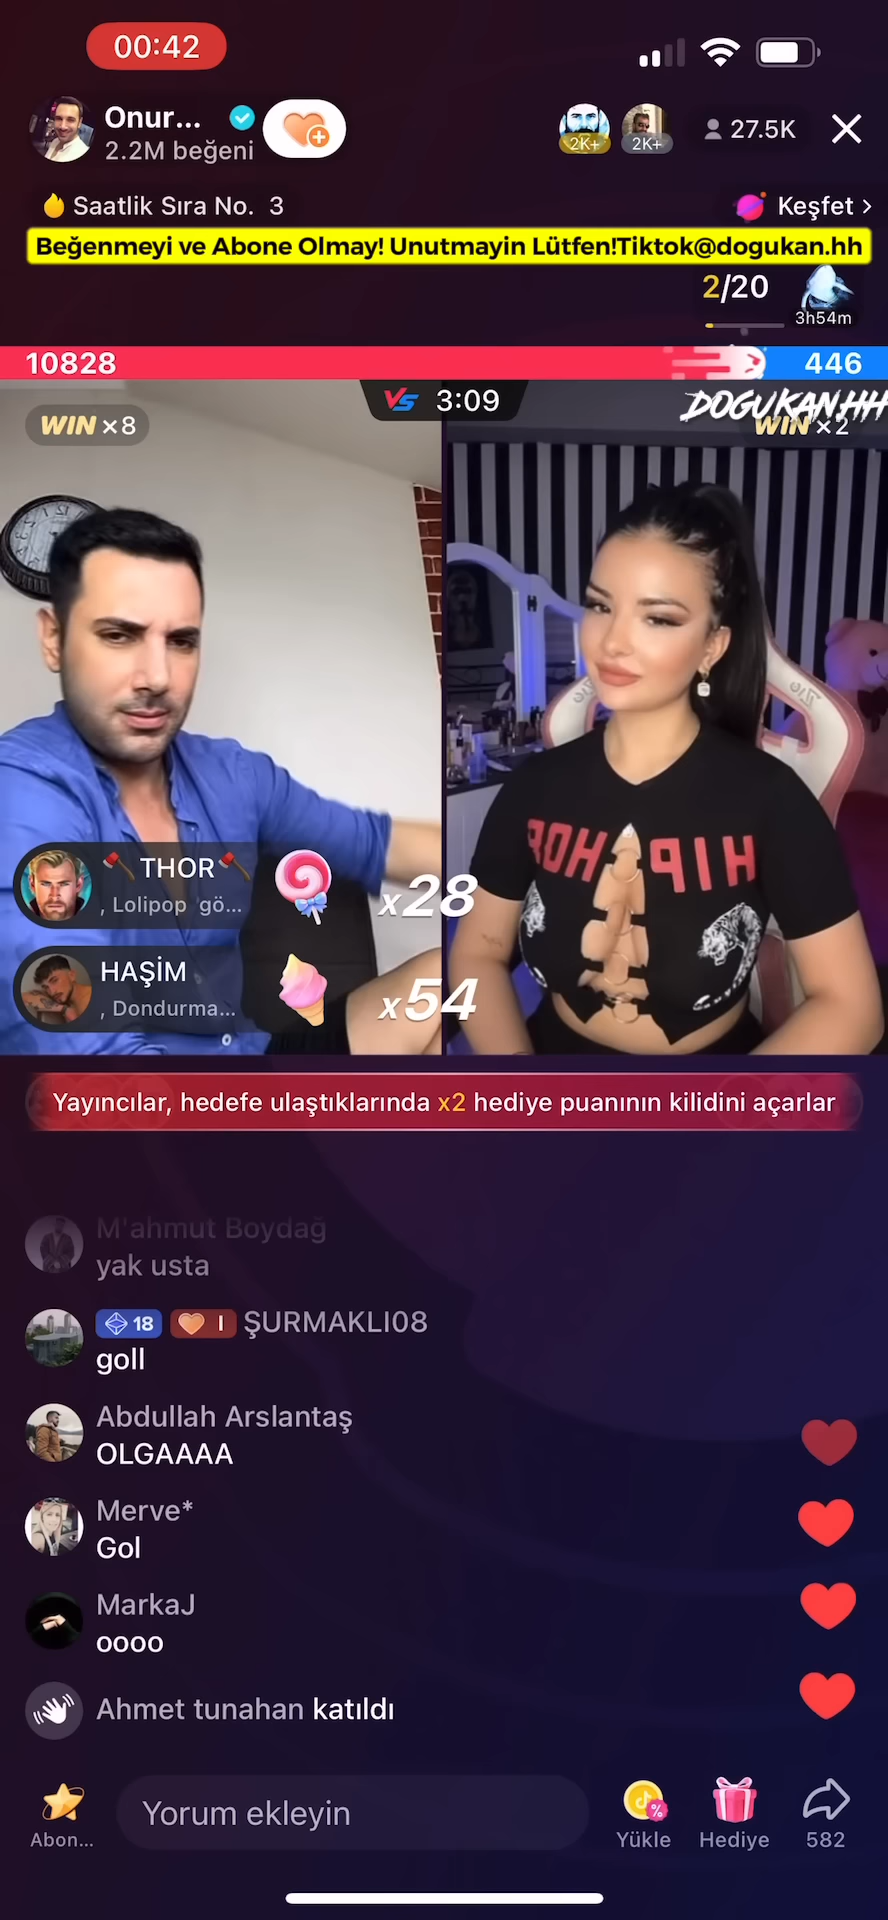 00:42
Onur...
2.2M beğeni
2K+
2K+
27.5K
Saatlik Sıra No. 3
Keşfet >
Beğenmeyi ve Abone Olmay! Unutmayin Lütfen!Tiktok@dogukan.hh
2/20
3h54m
10828
446
VS 3:09
DOGUKAN.HH
WIN x8
WIN x2
HIP HOP
THOR
, Lolipop gö...
x28
HAŞİM
, Dondurma...
x54
Yayıncılar, hedefe ulaştıklarında x2 hediye puanının kilidini açarlar
M'ahmut Boydağ
yak usta
18 I ŞURMAKLI08
goll
Abdullah Arslantaş
OLGAAAA
Merve*
Gol
MarkaJ
oooo
Ahmet tunahan katıldı
Abon...
Yorum ekleyin
Yükle
Hediye
582